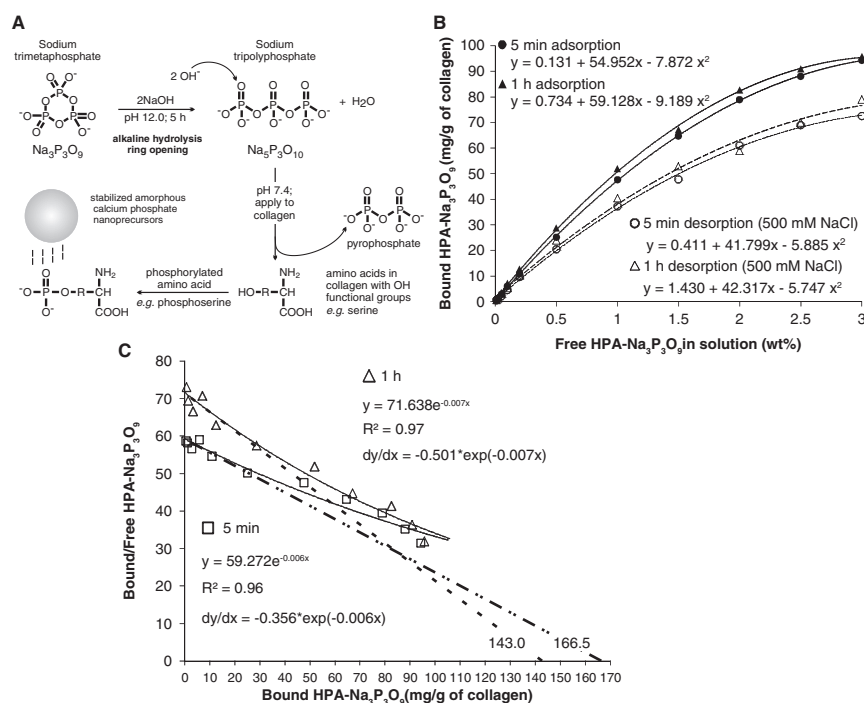 A
Sodium
trimetaphosphate
Na₃P₃O₉
2NaOH
pH 12.0; 5 h
alkaline hydrolysis
ring opening
2 OH⁻
Sodium
tripolyphosphate
Na₅P₃O₁₀
+ H₂O
pH 7.4;
apply to
collagen
pyrophosphate
stabilized amorphous
calcium phosphate
nanoprecursors
phosphorylated
amino acid
e.g. phosphoserine
amino acids in
collagen with OH
functional groups
e.g. serine
NH₂
O⁻P–O–R–CH
O⁻
COOH
NH₂
HO–R–CH
COOH
B
Bound HPA-Na₃P₃O₉ (mg/g of collagen)
100
90
80
70
60
50
40
30
20
10
0
5 min adsorption
y = 0.131 + 54.952x - 7.872 x²
1 h adsorption
y = 0.734 + 59.128x - 9.189 x²
5 min desorption (500 mM NaCl)
y = 0.411 + 41.799x - 5.885 x²
1 h desorption (500 mM NaCl)
y = 1.430 + 42.317x - 5.747 x²
0 0.5 1 1.5 2 2.5 3
Free HPA-Na₃P₃O₉in solution (wt%)
C
Bound/Free HPA-Na₃P₃O₉
80
70
60
50
40
30
20
10
0
1 h
y = 71.638e⁻⁰·⁰⁰⁷ˣ
R² = 0.97
dy/dx = -0.501*exp(-0.007x)
5 min
y = 59.272e⁻⁰·⁰⁰⁶ˣ
R² = 0.96
dy/dx = -0.356*exp(-0.006x)
143.0 166.5
0 10 20 30 40 50 60 70 80 90 100 110 120 130 140 150 160 170
Bound HPA-Na₃P₃O₉(mg/g of collagen)